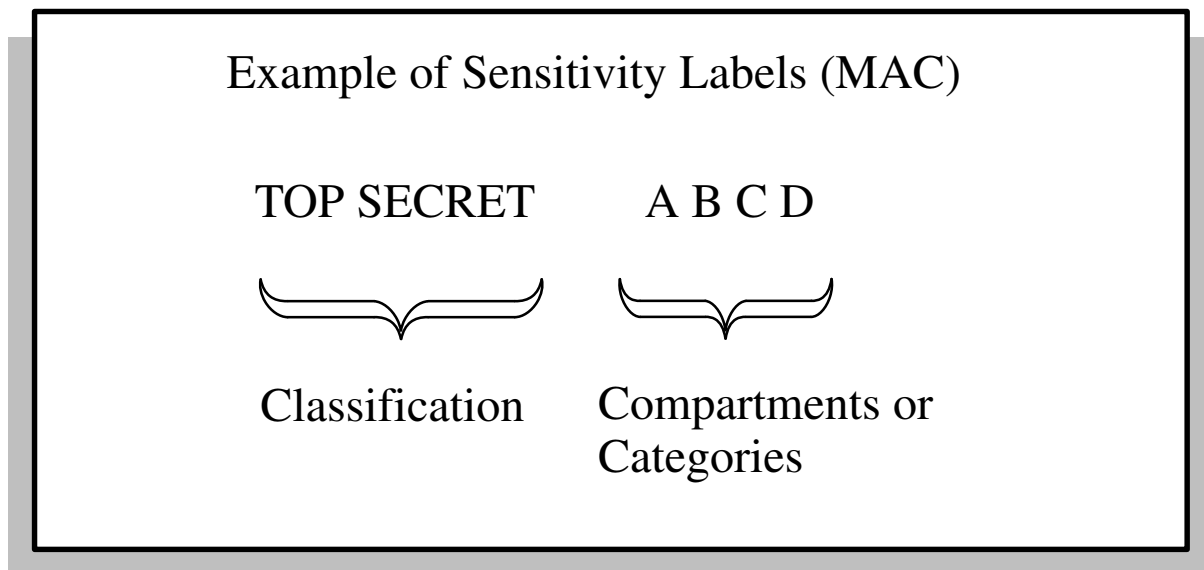 Example of Sensitivity Labels (MAC)
TOP SECRET A B C D
Classification Compartments or
Categories